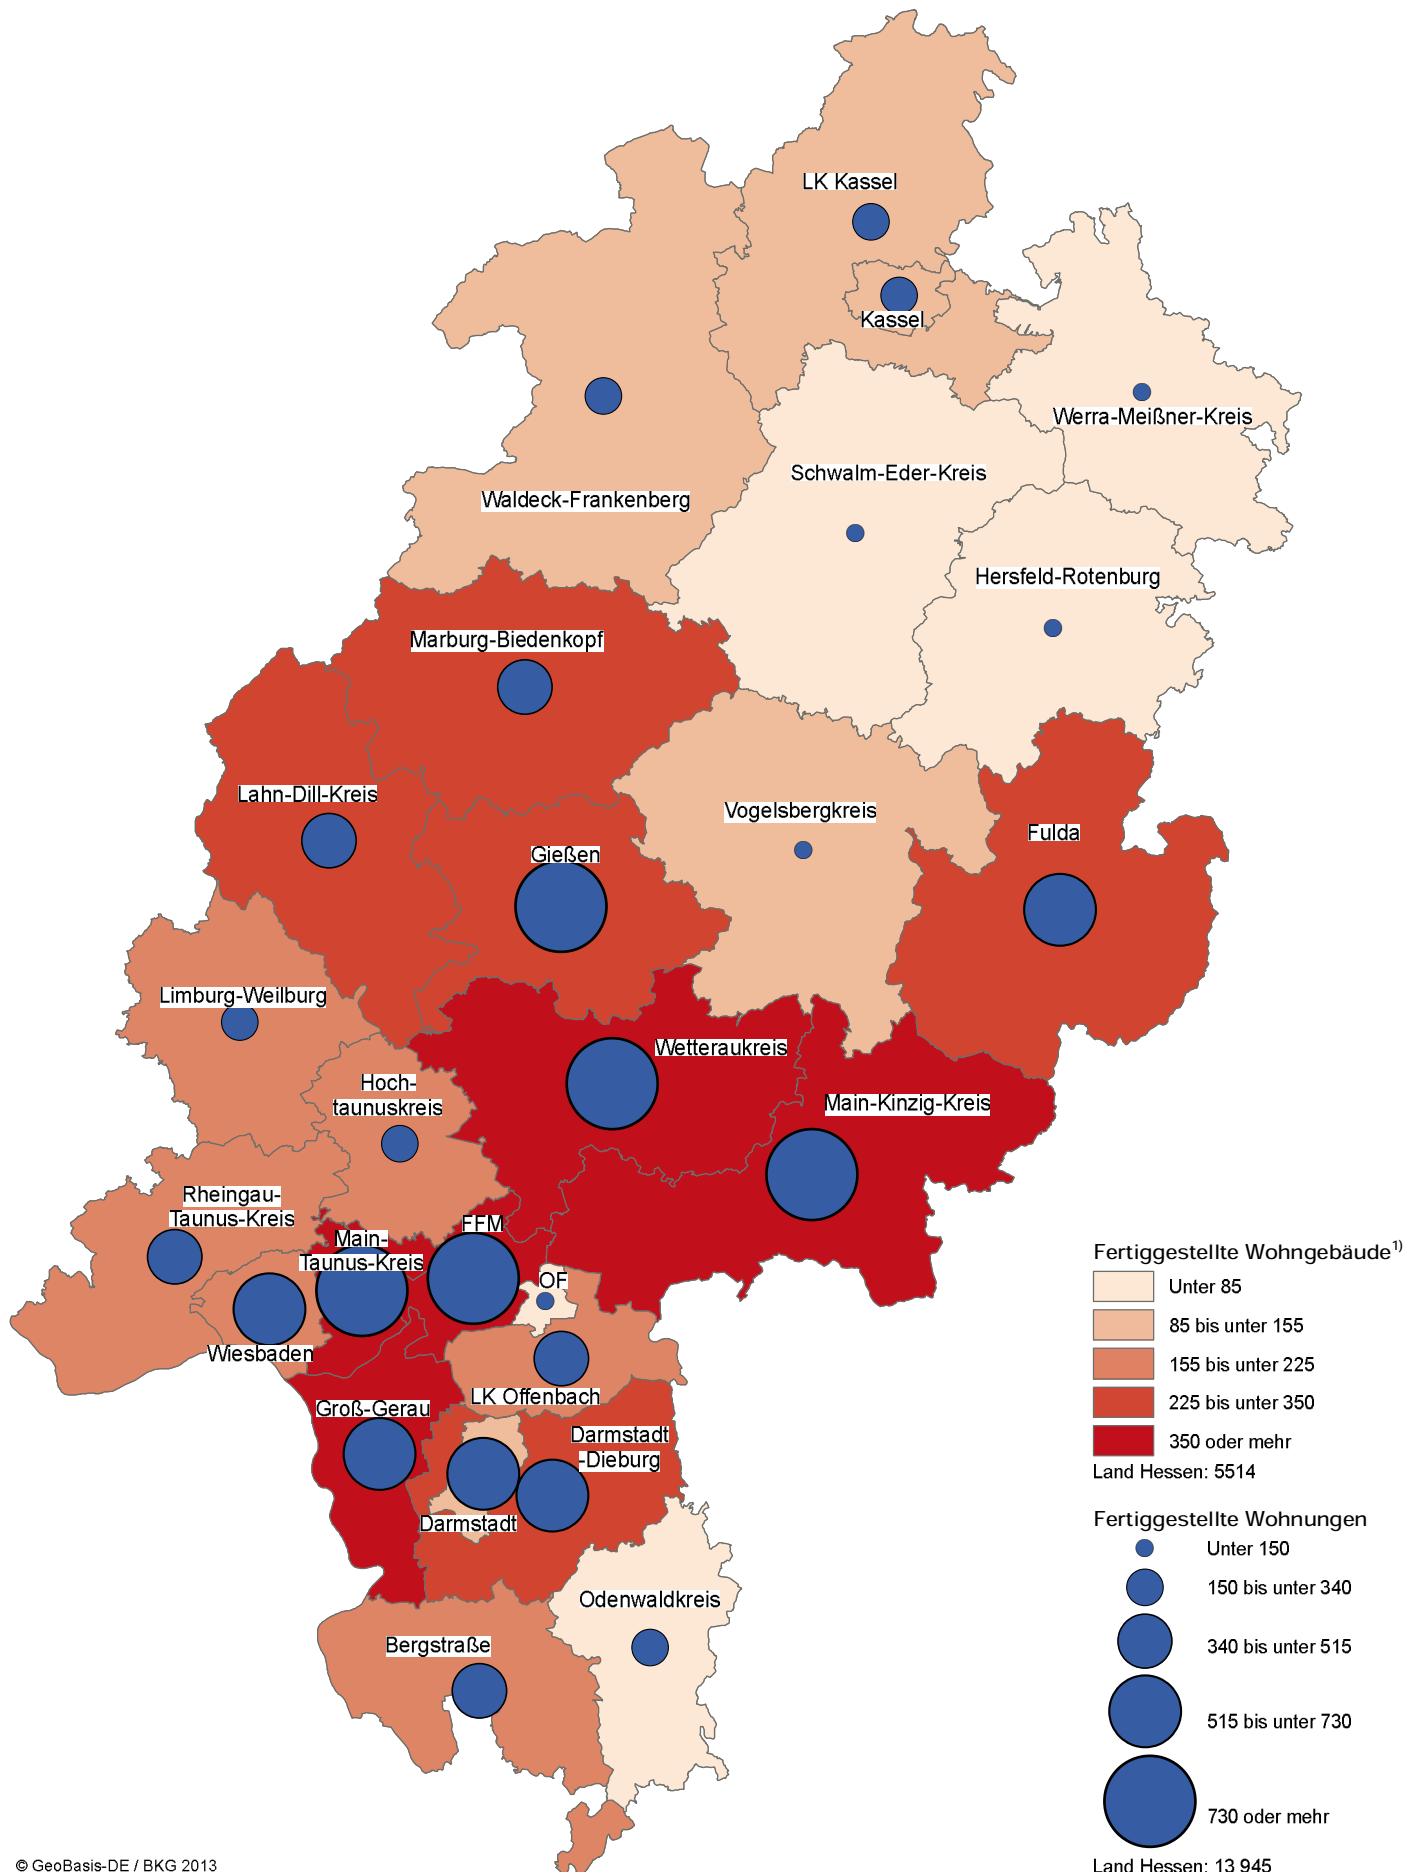 LK Kassel
Kassel
Werra-Meißner-Kreis
Schwalm-Eder-Kreis
Waldeck-Frankenberg
Hersfeld-Rotenburg
Marburg-Biedenkopf
Lahn-Dill-Kreis
Vogelsbergkreis
Fulda
Gießen
Limburg-Weilburg
Wetteraukreis
Hoch-
taunuskreis
Main-Kinzig-Kreis
Rheingau-
Taunus-Kreis
FFM
Main-
Taunus-Kreis
OF
Wiesbaden
LK Offenbach
Groß-Gerau
Darmstadt
-Dieburg
Darmstadt
Odenwaldkreis
Bergstraße
Fertiggestellte Wohngebäude1)
Unter 85
85 bis unter 155
155 bis unter 225
225 bis unter 350
350 oder mehr
Land Hessen: 5514
Fertiggestellte Wohnungen
Unter 150
150 bis unter 340
340 bis unter 515
515 bis unter 730
730 oder mehr
Land Hessen: 13 945
© GeoBasis-DE / BKG 2013